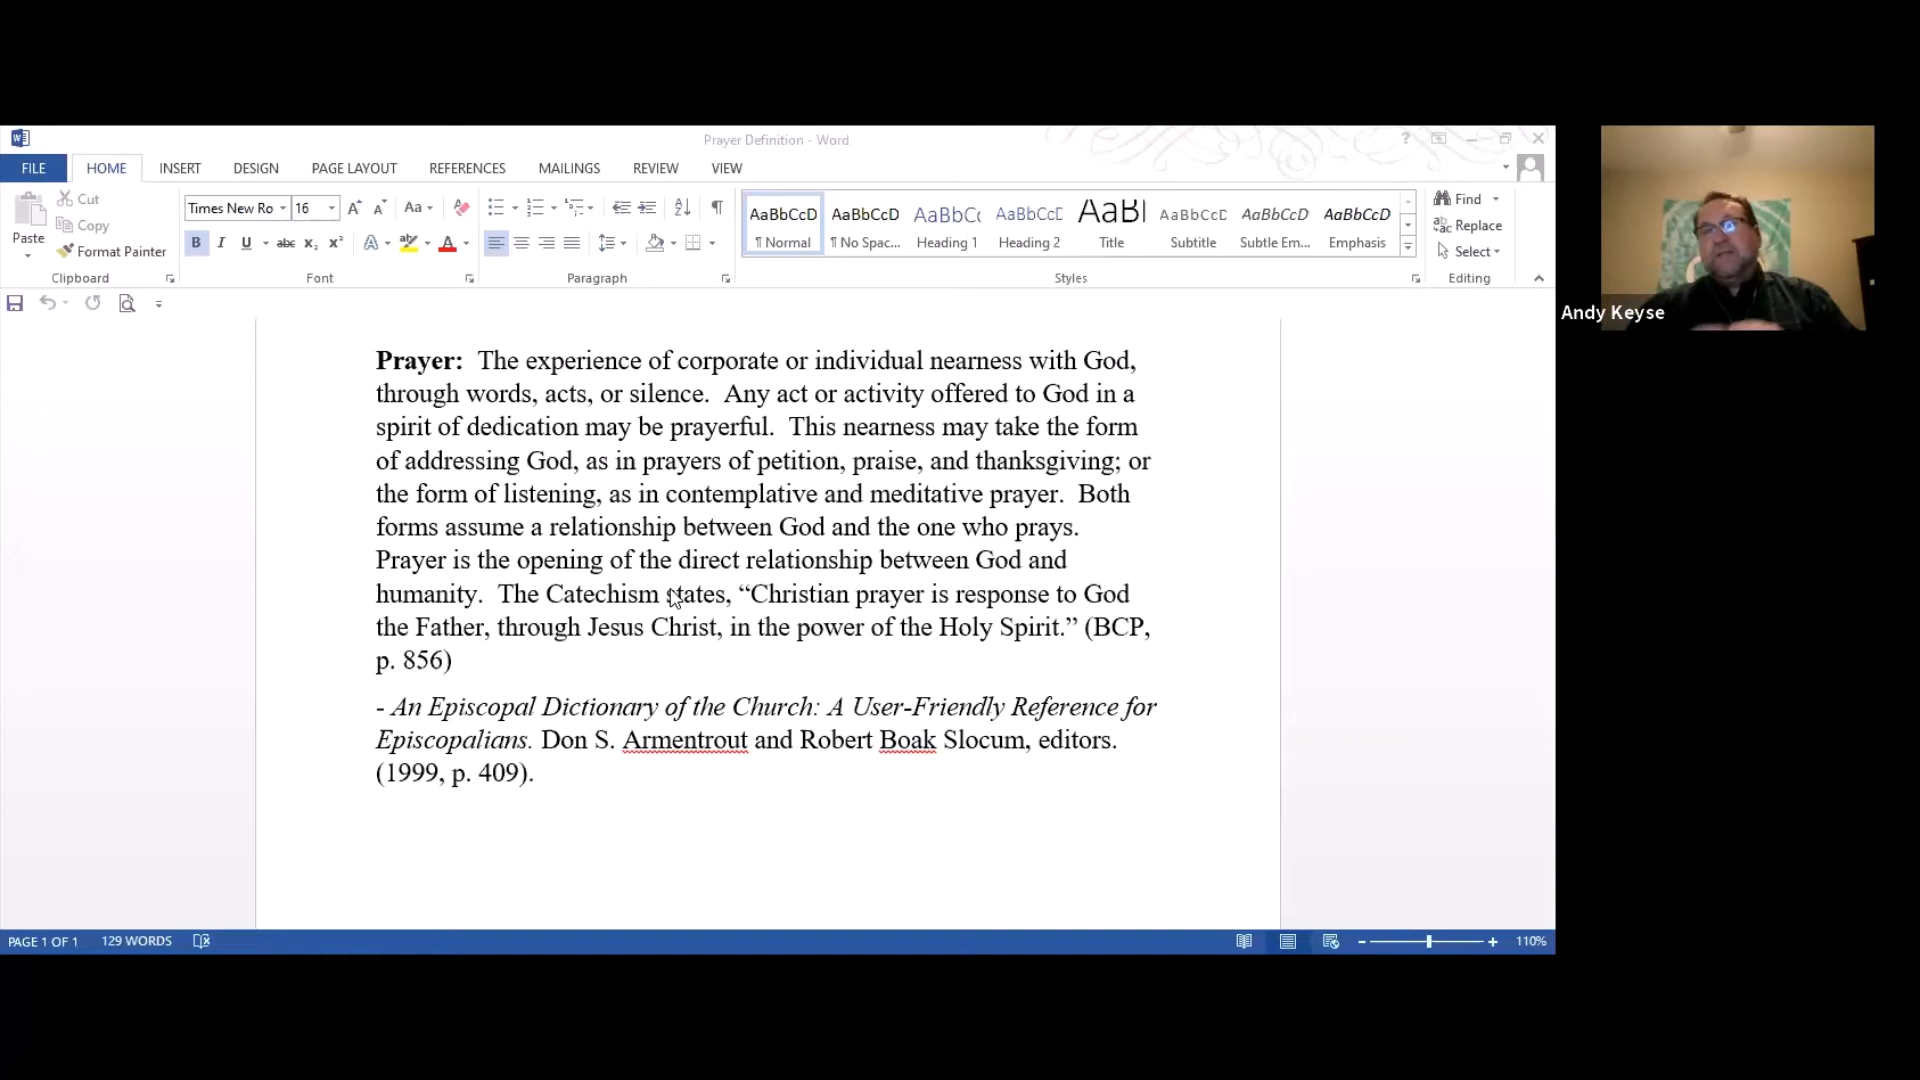 Prayer Definition - Word
?
FILE HOME INSERT DESIGN PAGE LAYOUT REFERENCES MAILINGS REVIEW VIEW
Paste
Cut
Copy
Format Painter
Clipboard
Times New Ro 16
Aa
B I U abc x₂ x² A A
Font
Paragraph
AaBbCcD AaBbCcD AaBbC AaBbCcC AaB AaBbCcC AaBbCcD AaBbCcD
¶ Normal ¶ No Spac... Heading 1 Heading 2 Title Subtitle Subtle Em... Emphasis
Styles
Find
Replace
Select
Editing
Andy Keyse
Prayer: The experience of corporate or individual nearness with God,
through words, acts, or silence. Any act or activity offered to God in a
spirit of dedication may be prayerful. This nearness may take the form
of addressing God, as in prayers of petition, praise, and thanksgiving; or
the form of listening, as in contemplative and meditative prayer. Both
forms assume a relationship between God and the one who prays.
Prayer is the opening of the direct relationship between God and
humanity. The Catechism states, “Christian prayer is response to God
the Father, through Jesus Christ, in the power of the Holy Spirit.” (BCP,
p. 856)
- An Episcopal Dictionary of the Church: A User-Friendly Reference for
Episcopalians. Don S. Armentrout and Robert Boak Slocum, editors.
(1999, p. 409).
PAGE 1 OF 1 129 WORDS
110%